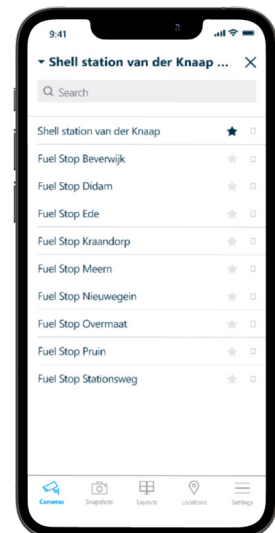 9:41
Shell station van der Knaap ...
Search
Shell station van der Knaap
Fuel Stop Beverwijk
Fuel Stop Didam
Fuel Stop Ede
Fuel Stop Kraandorp
Fuel Stop Meern
Fuel Stop Nieuwegein
Fuel Stop Overmaat
Fuel Stop Pruin
Fuel Stop Stationsweg
Cameras Snapshots Layouts Locations Settings